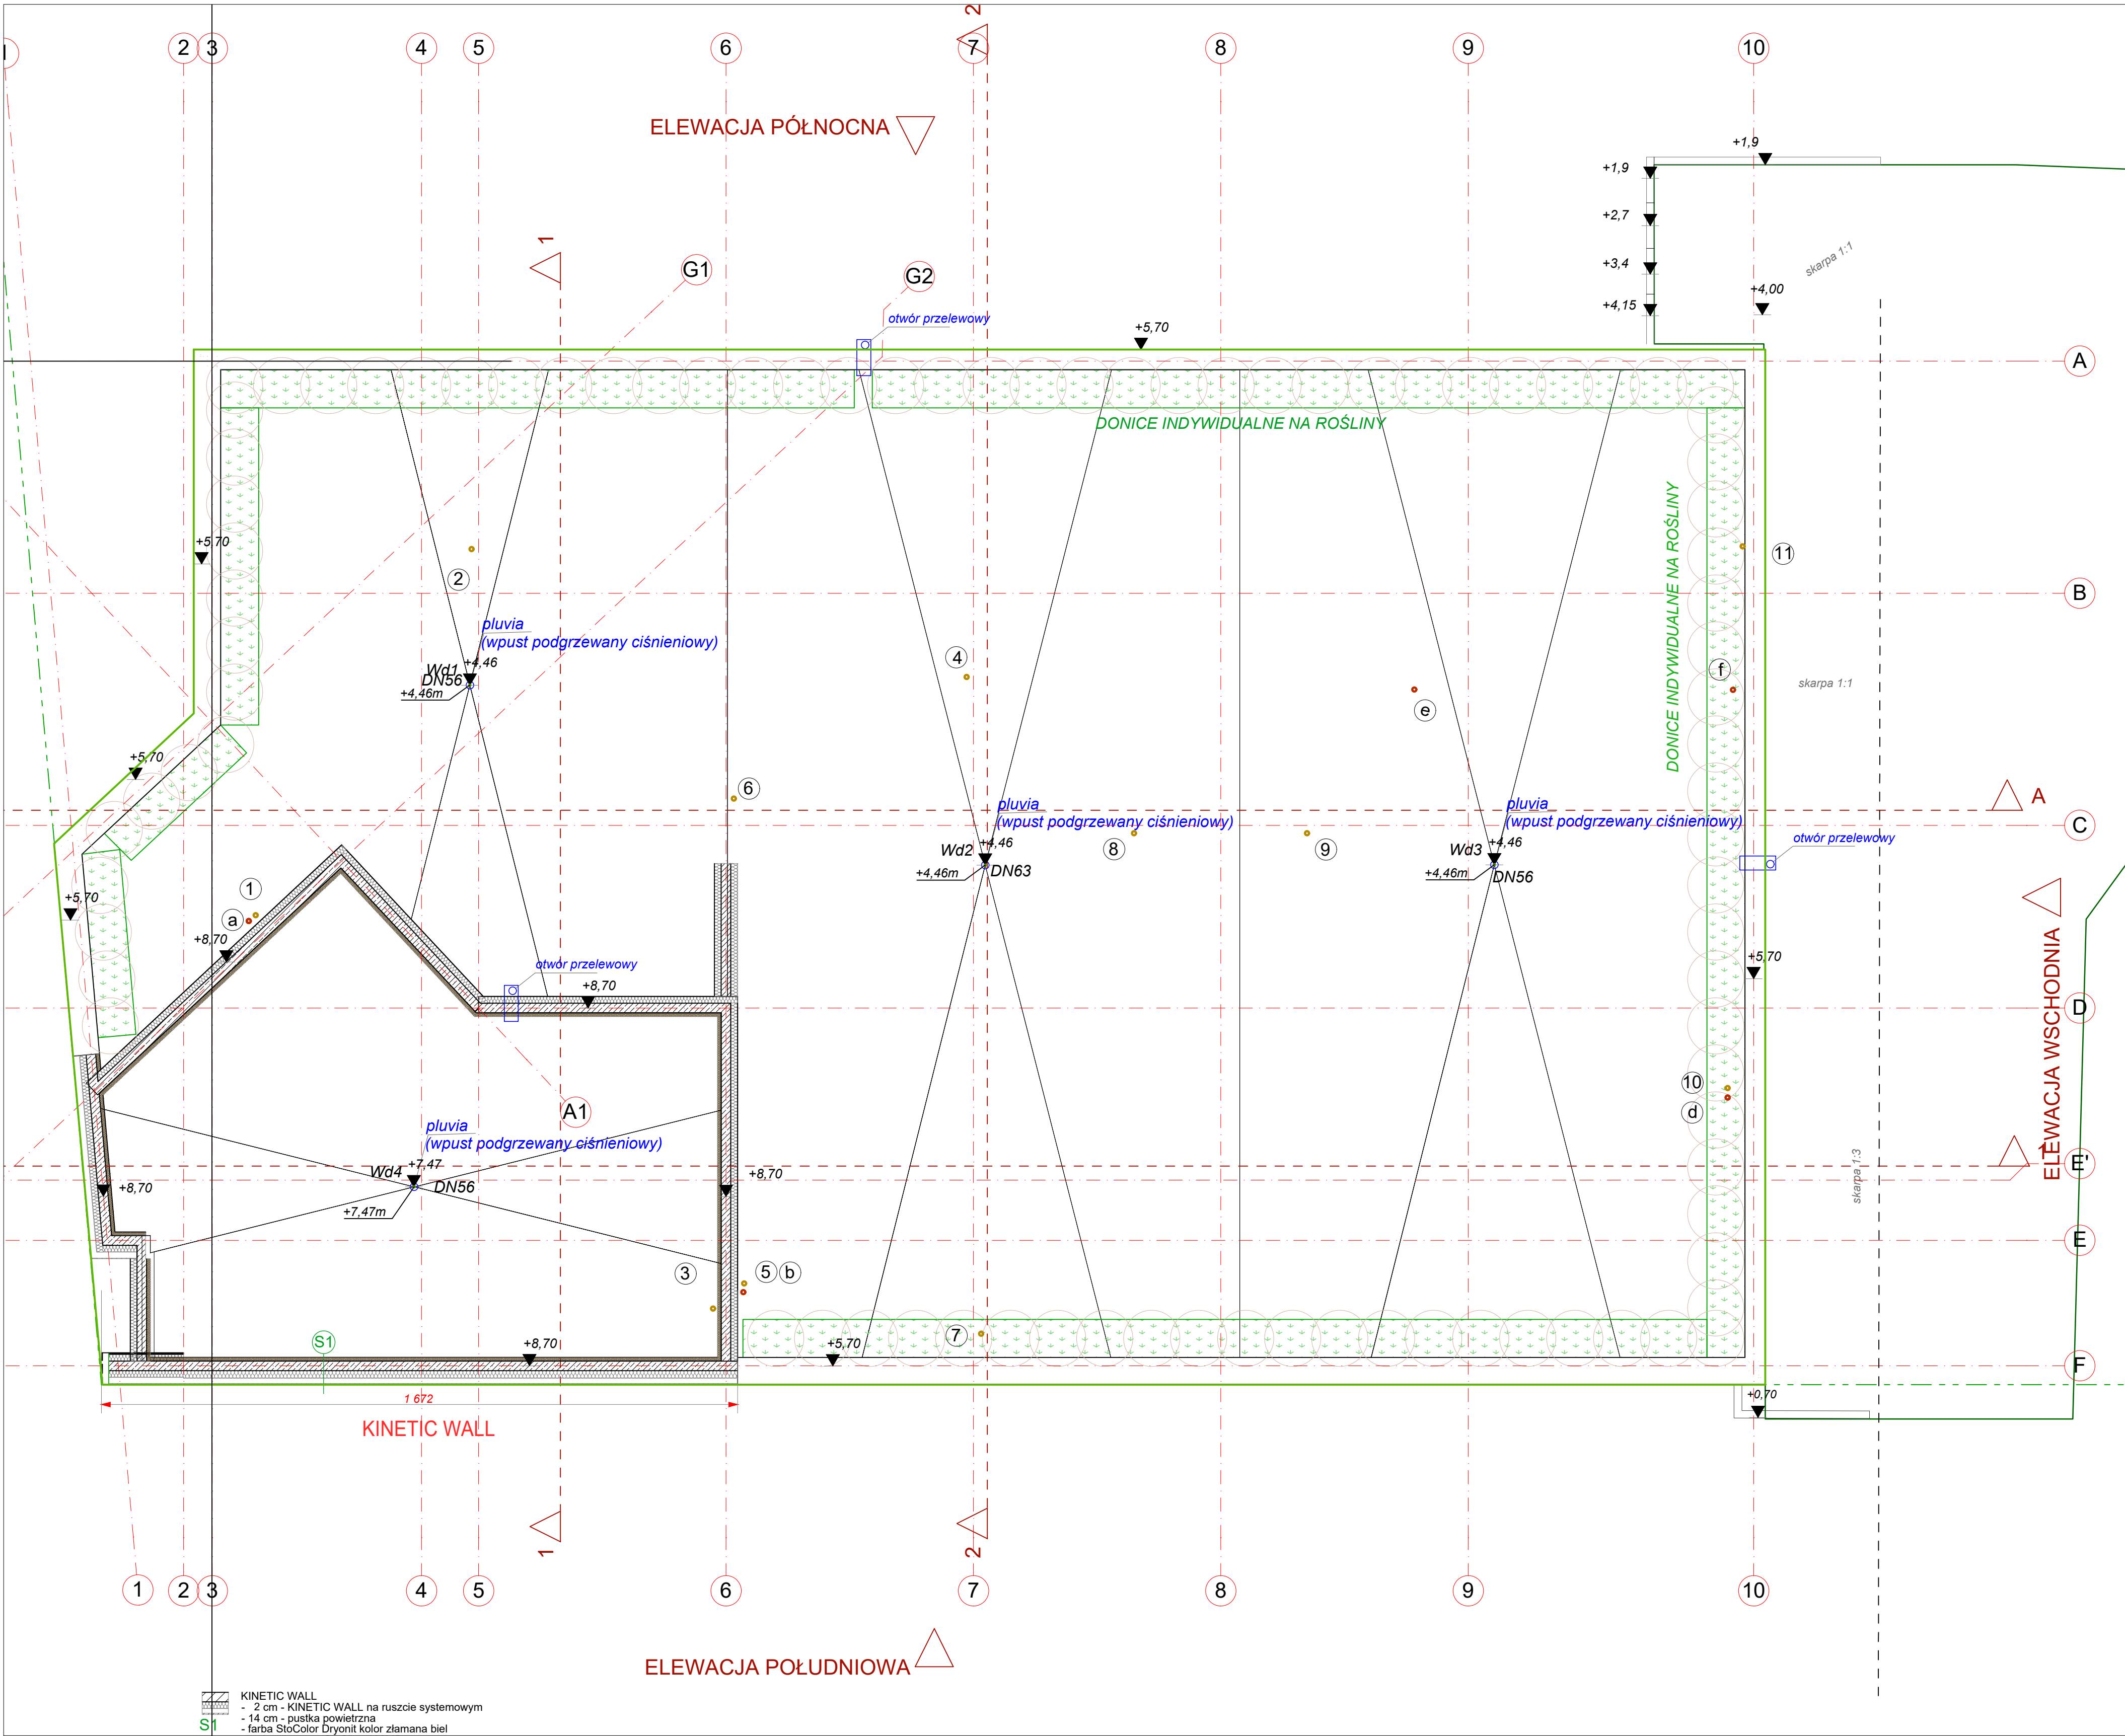 2
1
2
3
4
5
6
7
8
9
10
ELEWACJA PÓŁNOCNA
+1,9
+1,9
+2,7
+3,4
+4,15
+4,00
skarpa 1:1
1
G1
G2
otwór przelewowy
+5,70
A
DONICE INDYWIDUALNE NA ROŚLINY
DONICE INDYWIDUALNE NA ROŚLINY
+5,70
2
11
B
pluvia
(wpust podgrzewany ciśnieniowy)
Wd1
+4,46
DN56
+4,46m
4
e
f
skarpa 1:1
+5,70
6
A
pluvia
(wpust podgrzewany ciśnieniowy)
Wd2
+4,46
DN63
+4,46m
8
9
pluvia
(wpust podgrzewany ciśnieniowy)
Wd3
+4,46
DN56
+4,46m
C
otwór przelewowy
+5,70
1
a
+8,70
otwór przelewowy
+8,70
+5,70
D
ELEWACJA WSCHODNIA
10
d
A1
pluvia
(wpust podgrzewany ciśnieniowy)
Wd4
+7,47
DN56
+7,47m
+8,70
+8,70
skarpa 1:3
1
E'
E
3
5
b
7
S1
+8,70
+5,70
F
+0,70
1 672
KINETIC WALL
1
2
1
2
3
4
5
6
7
8
9
10
ELEWACJA POŁUDNIOWA
KINETIC WALL
- 2 cm - KINETIC WALL na ruszcie systemowym
- 14 cm - pustka powietrzna
S1
- farba StoColor Dryonit kolor złamana biel